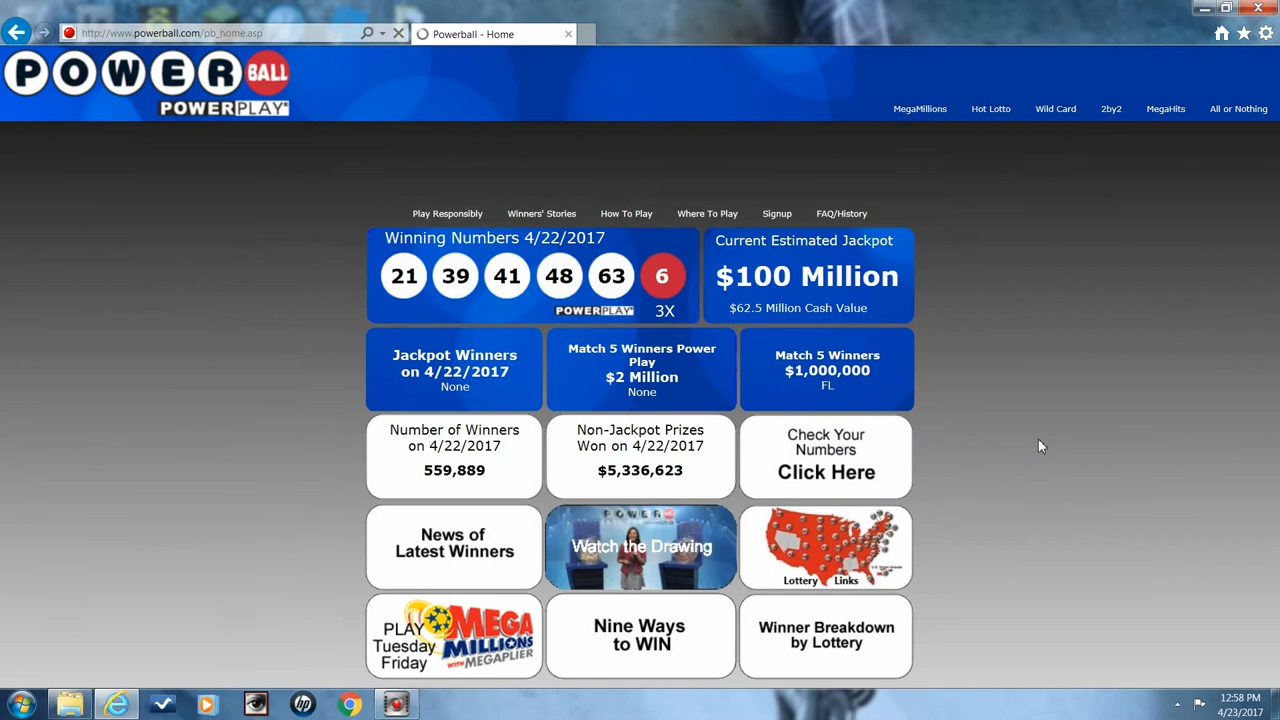 http://www.powerball.com/pb_home.asp
Powerball - Home
POWERBALL
POWERPLAY
MegaMillions
Hot Lotto
Wild Card
2by2
MegaHits
All or Nothing
Play Responsibly
Winners' Stories
How To Play
Where To Play
Signup
FAQ/History
Winning Numbers 4/22/2017
21 39 41 48 63 6
POWERPLAY 3X
Current Estimated Jackpot
$100 Million
$62.5 Million Cash Value
Jackpot Winners
on 4/22/2017
None
Match 5 Winners Power
Play
$2 Million
None
Match 5 Winners
$1,000,000
FL
Number of Winners
on 4/22/2017
559,889
Non-Jackpot Prizes
Won on 4/22/2017
$5,336,623
Check Your
Numbers
Click Here
News of
Latest Winners
POWER
Watch the Drawing
Lottery Links
PLAY
Tuesday
Friday
MEGA
MILLIONS
WITH MEGAPLIER
Nine Ways
to WIN
Winner Breakdown
by Lottery
hp
12:58 PM
4/23/2017